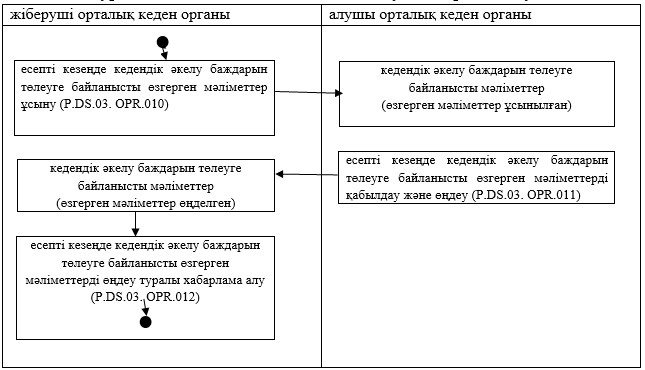 жіберуші орталық кеден органы
алушы орталық кеден органы
есепті кезеңде кедендік әкелу баждарын
төлеуге байланысты өзгерген мәліметтер
ұсыну (P.DS.03. OPR.010)
кедендік әкелу баждарын төлеуге
байланысты мәліметтер
(өзгерген мәліметтер ұсынылған)
кедендік әкелу баждарын төлеуге
байланысты мәліметтер
(өзгерген мәліметтер өңделген)
есепті кезеңде кедендік әкелу баждарын
төлеуге байланысты өзгерген мәліметтерді
қабылдау және өңдеу (P.DS.03. OPR.011)
есепті кезеңде кедендік әкелу баждарын
төлеуге байланысты өзгерген
мәліметтерді өңдеу туралы хабарлама алу
(P.DS.03. OPR.012)